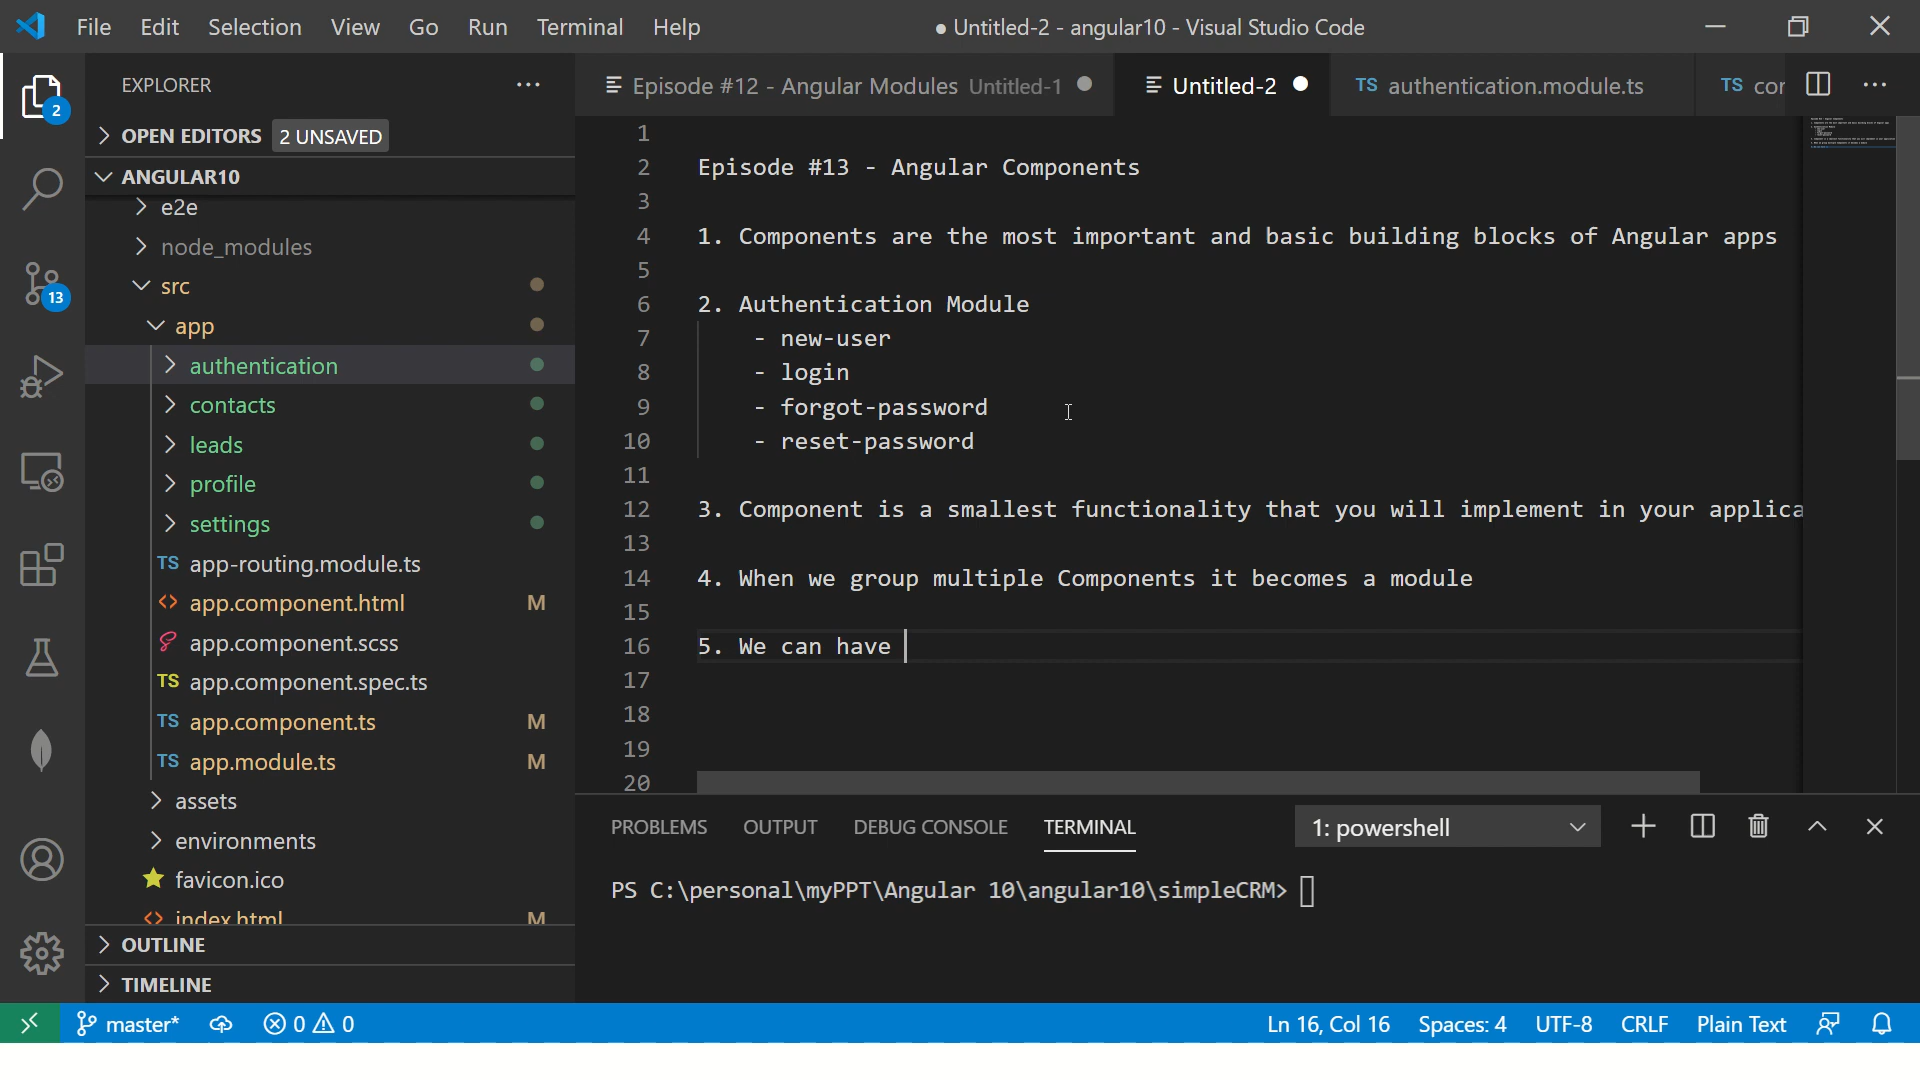 File Edit Selection View Go Run Terminal Help
● Untitled-2 - angular10 - Visual Studio Code
EXPLORER
OPEN EDITORS 2 UNSAVED
ANGULAR10
e2e
node_modules
src
app
authentication
contacts
leads
profile
settings
TS app-routing.module.ts
<> app.component.html M
app.component.scss
TS app.component.spec.ts
TS app.component.ts M
TS app.module.ts M
assets
environments
favicon.ico
<> index.html M
OUTLINE
TIMELINE
2
13
Episode #12 - Angular Modules Untitled-1
Untitled-2
TS authentication.module.ts
TS cor
1
2 Episode #13 - Angular Components
3
4 1. Components are the most important and basic building blocks of Angular apps
5
6 2. Authentication Module
7 - new-user
8 - login
9 - forgot-password
10 - reset-password
11
12 3. Component is a smallest functionality that you will implement in your applica
13
14 4. When we group multiple Components it becomes a module
15
16 5. We can have
17
18
19
20
PROBLEMS OUTPUT DEBUG CONSOLE TERMINAL 1: powershell
PS C:\personal\myPPT\Angular 10\angular10\simpleCRM>
master* 0 0 Ln 16, Col 16 Spaces: 4 UTF-8 CRLF Plain Text